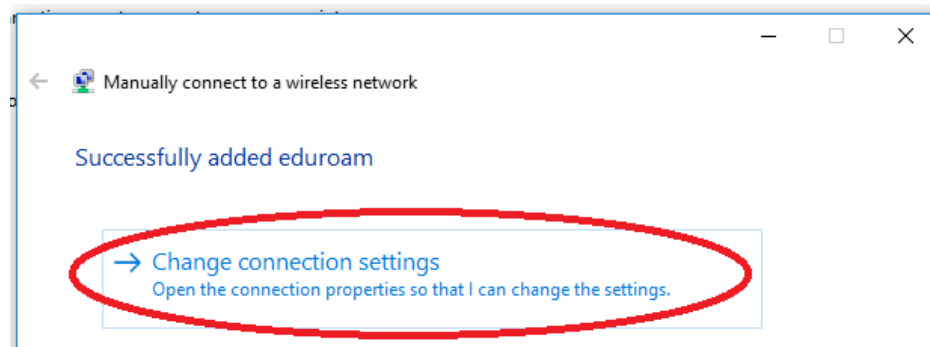 Manually connect to a wireless network
Successfully added eduroam
Change connection settings
Open the connection properties so that I can change the settings.